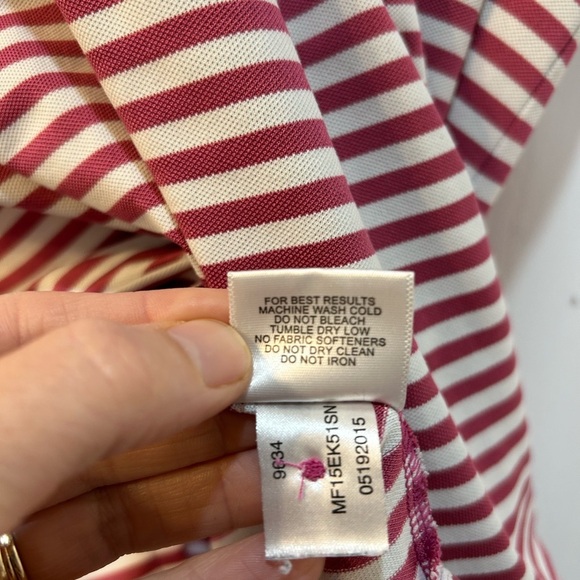 FOR BEST RESULTS
MACHINE WASH COLD
DO NOT BLEACH
TUMBLE DRY LOW
NO FABRIC SOFTENERS
DO NOT DRY CLEAN
DO NOT IRON
9634
MF15EK51SN
05192015